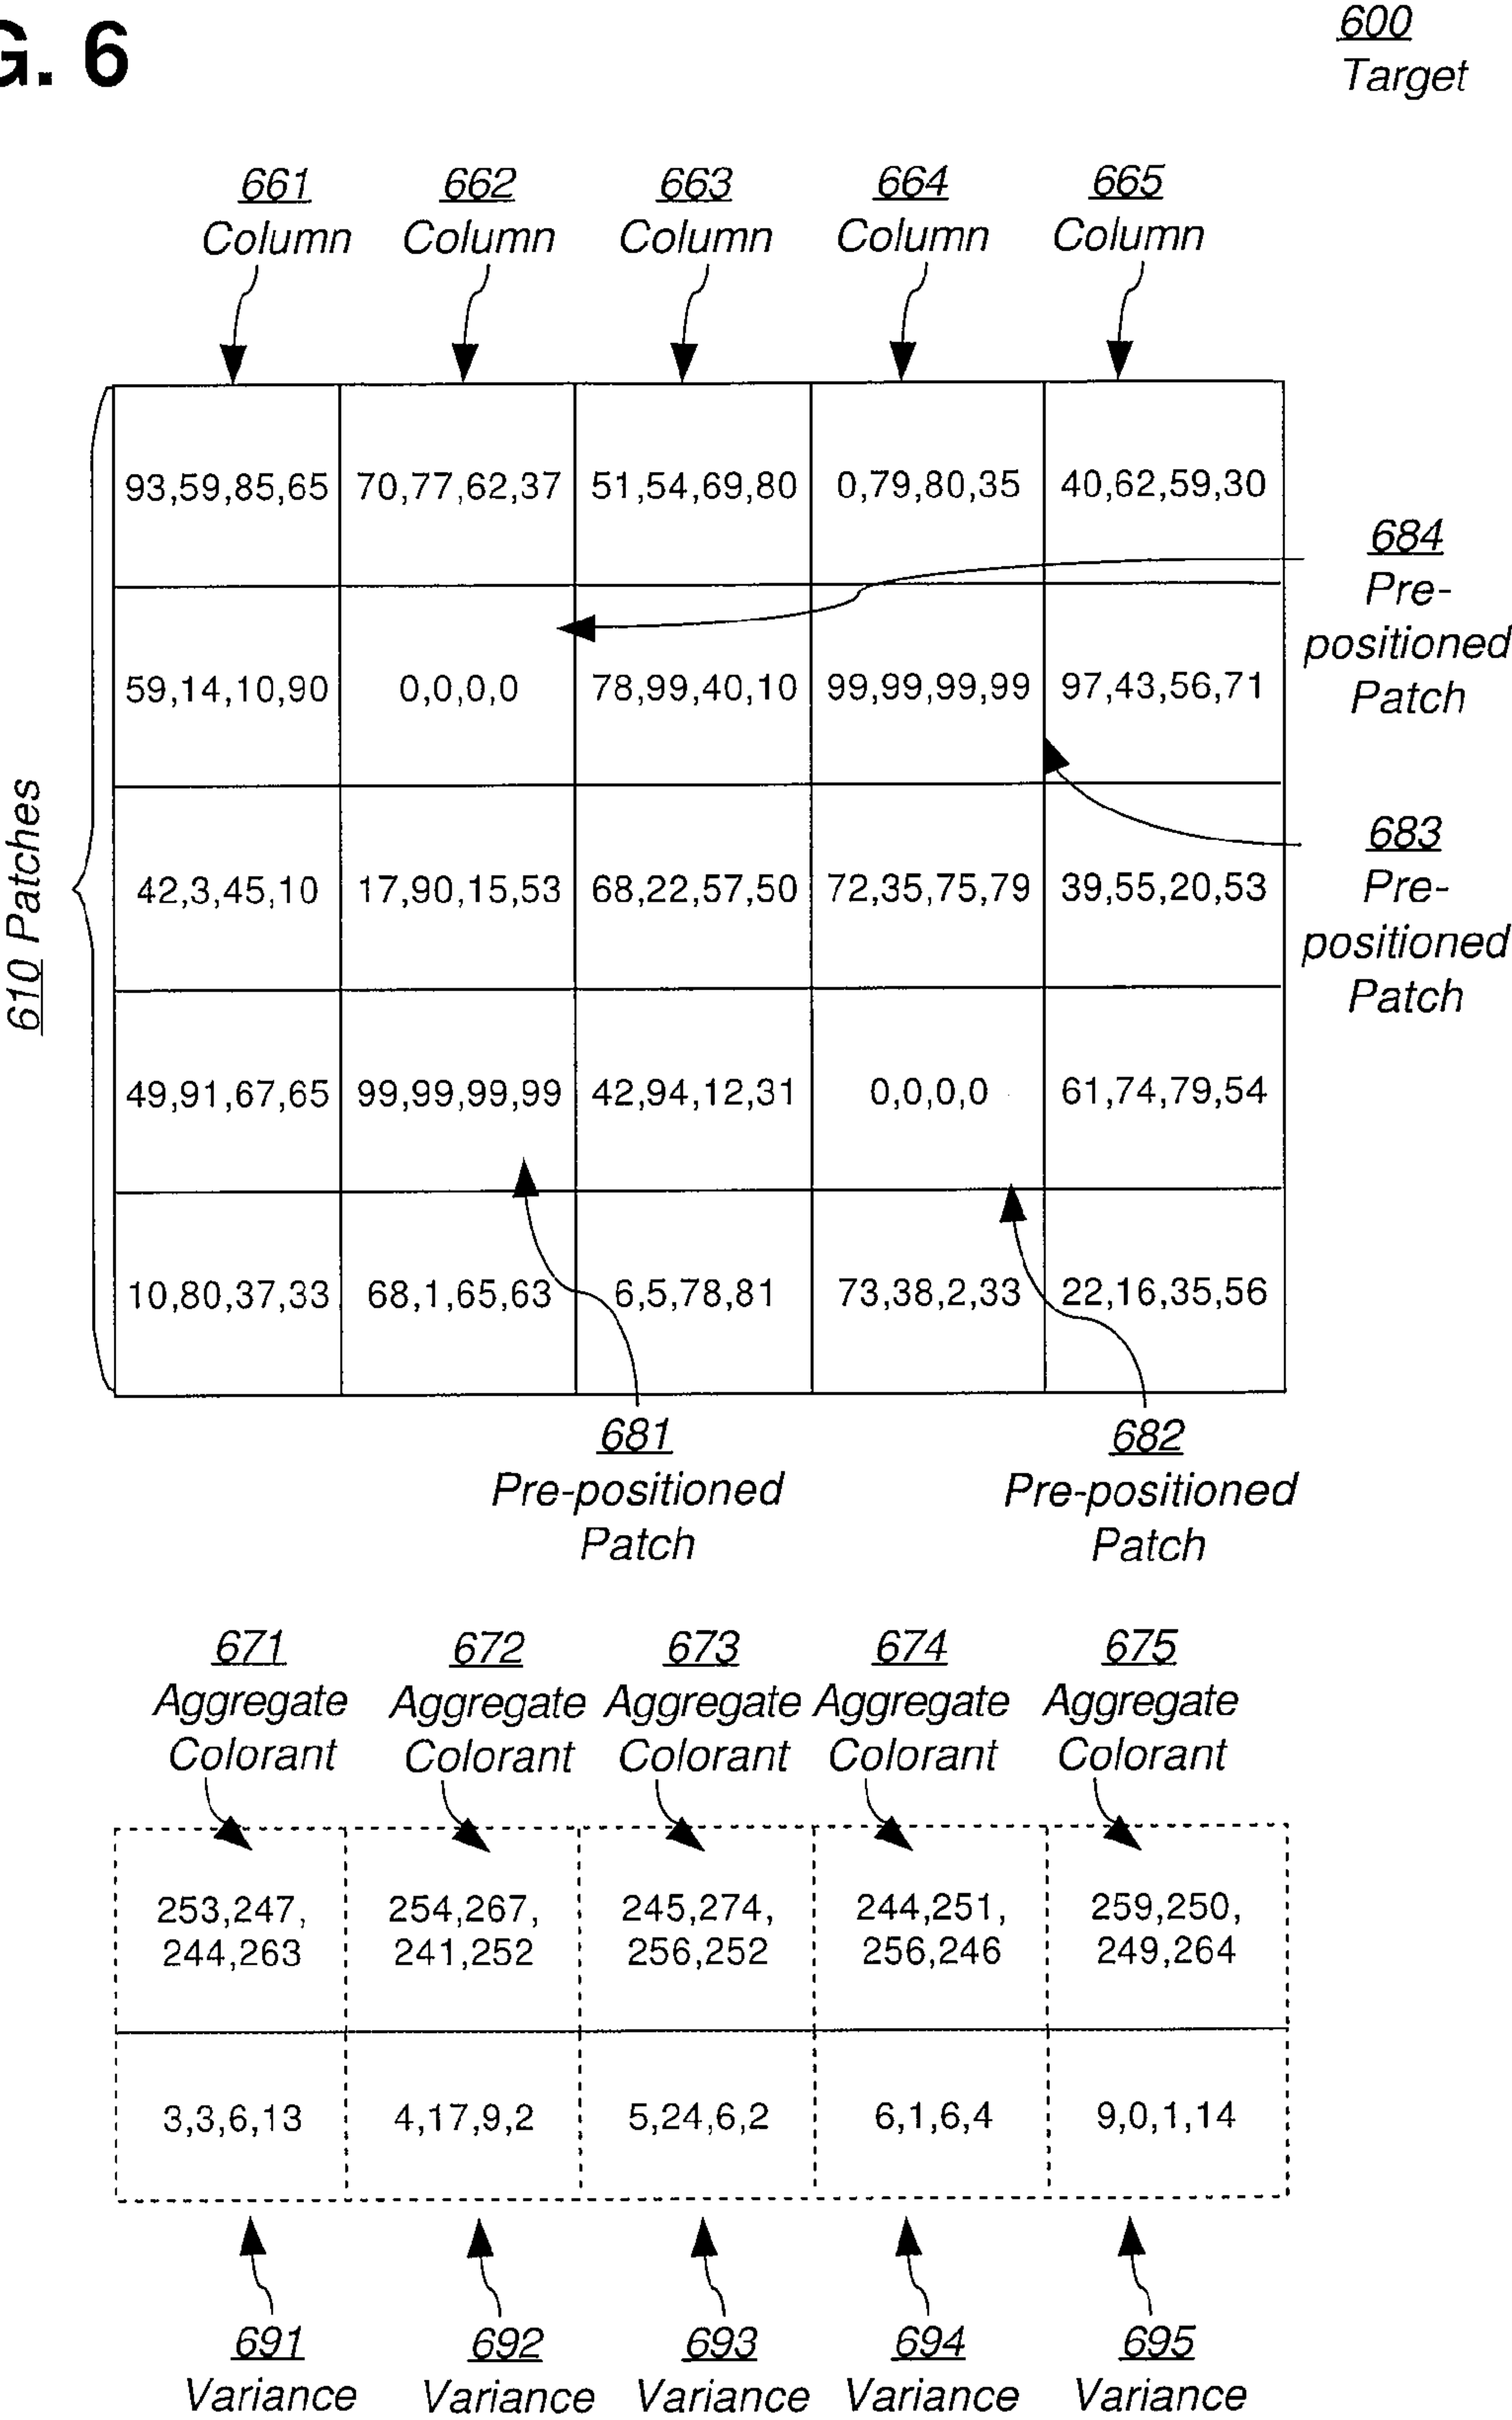 G. 6
600
Target
661 662 663 664 665
Column Column Column Column Column
610 Patches
93,59,85,65 70,77,62,37 51,54,69,80 0,79,80,35 40,62,59,30
59,14,10,90 0,0,0,0 78,99,40,10 99,99,99,99 97,43,56,71
42,3,45,10 17,90,15,53 68,22,57,50 72,35,75,79 39,55,20,53
49,91,67,65 99,99,99,99 42,94,12,31 0,0,0,0 61,74,79,54
10,80,37,33 68,1,65,63 6,5,78,81 73,38,2,33 22,16,35,56
684
Pre-
positioned
Patch
683
Pre-
positioned
Patch
681
Pre-positioned
Patch
682
Pre-positioned
Patch
671 672 673 674 675
Aggregate Aggregate Aggregate Aggregate Aggregate
Colorant Colorant Colorant Colorant Colorant
253,247, 254,267, 245,274, 244,251, 259,250,
244,263 241,252 256,252 256,246 249,264
3,3,6,13 4,17,9,2 5,24,6,2 6,1,6,4 9,0,1,14
691 692 693 694 695
Variance Variance Variance Variance Variance